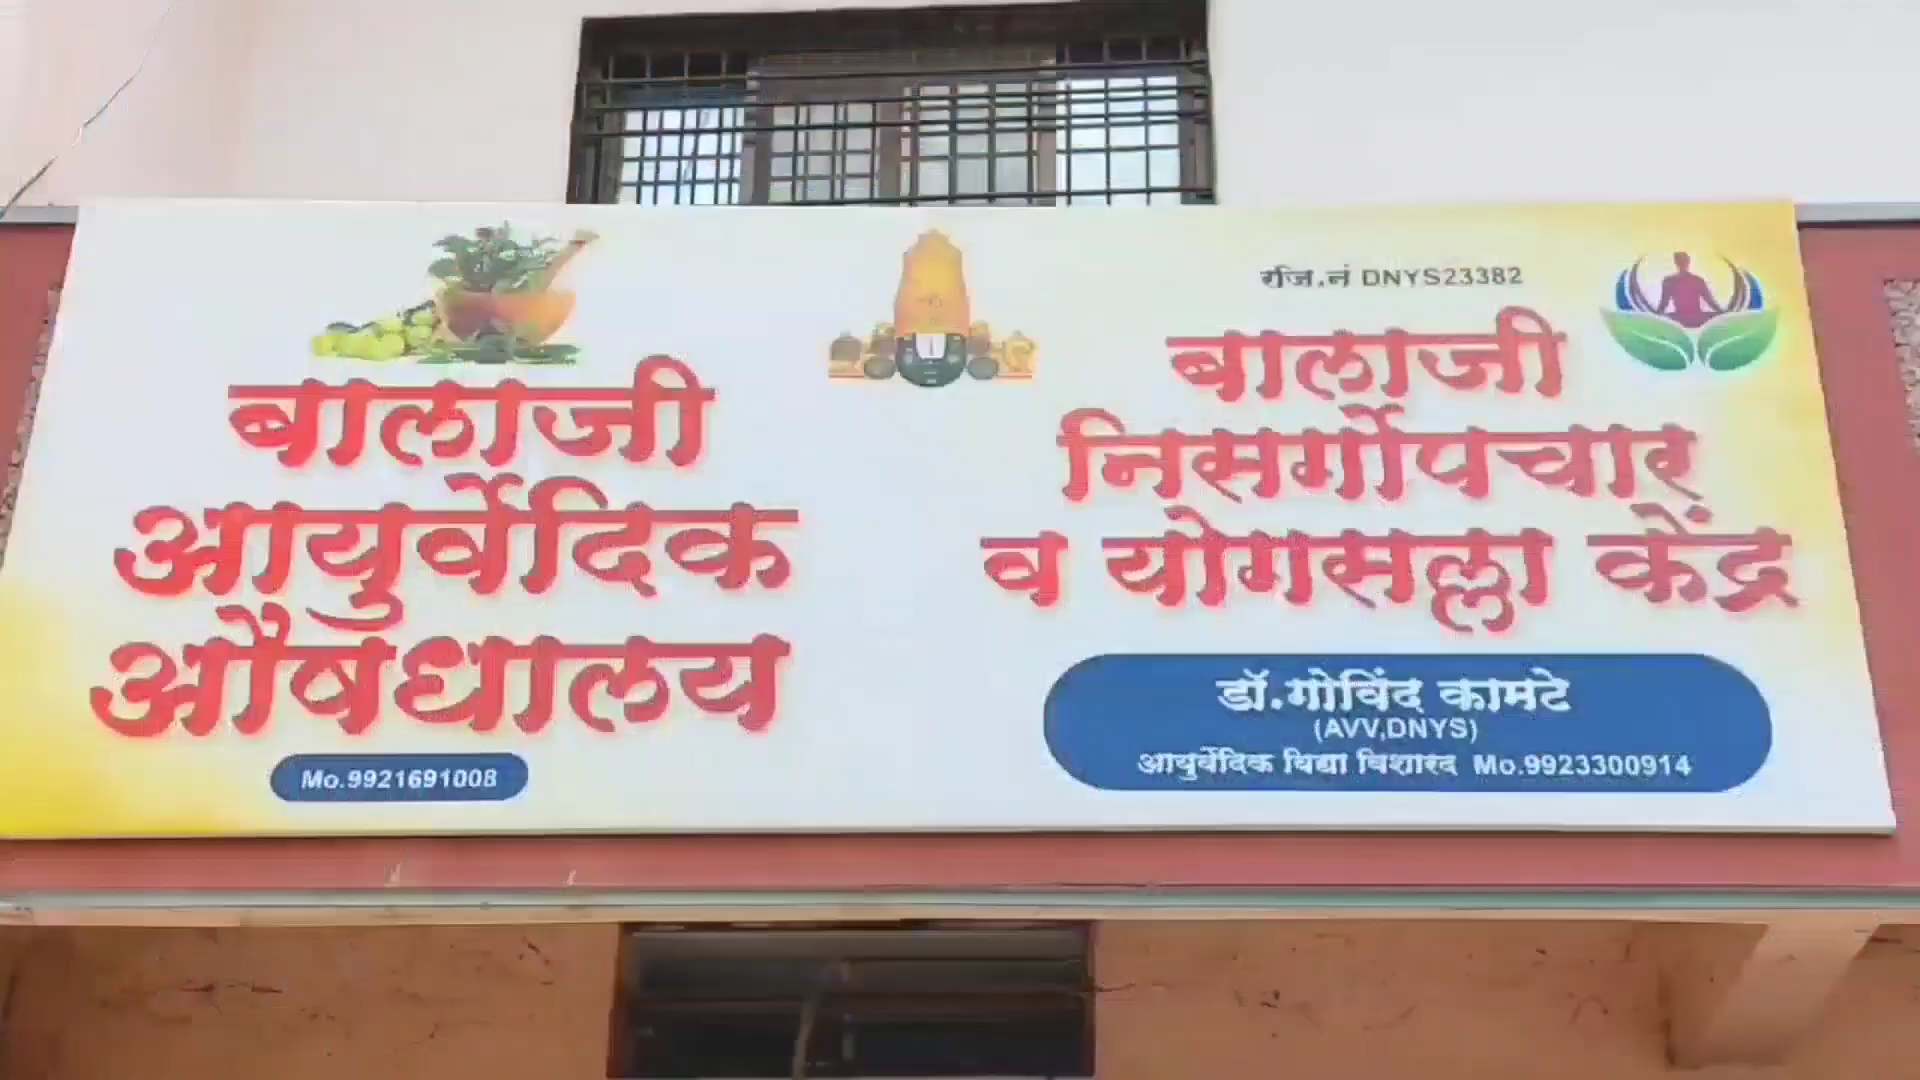 बालाजी
आयुर्वेदिक
औषधालय
Mo.9921691008
रजि.नं DNYS23382
बालाजी
निसर्गोपचार
व योगसल्ला केंद्र
डॉ.गोविंद कामटे
(AVV,DNYS)
आयुर्वेदिक विद्या विशारद Mo.9923300914